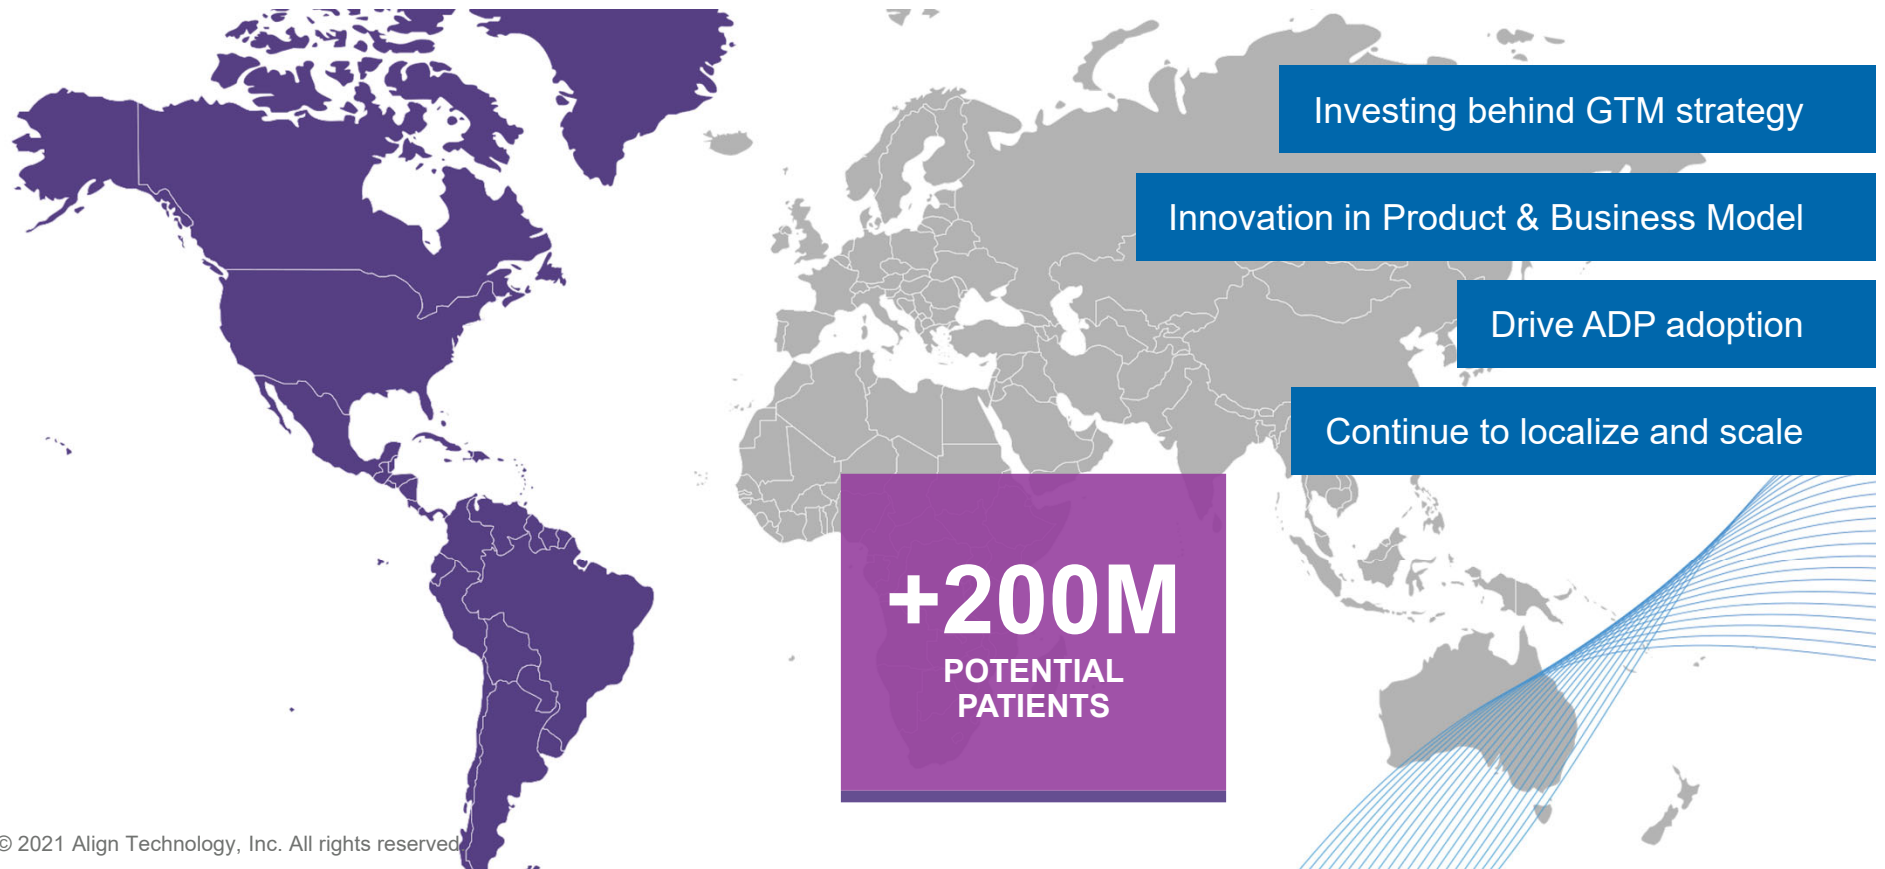 Investing behind GTM strategy
Innovation in Product & Business Model
Drive ADP adoption
Continue to localize and scale
+200M
POTENTIAL
PATIENTS
© 2021 Align Technology, Inc. All rights reserved